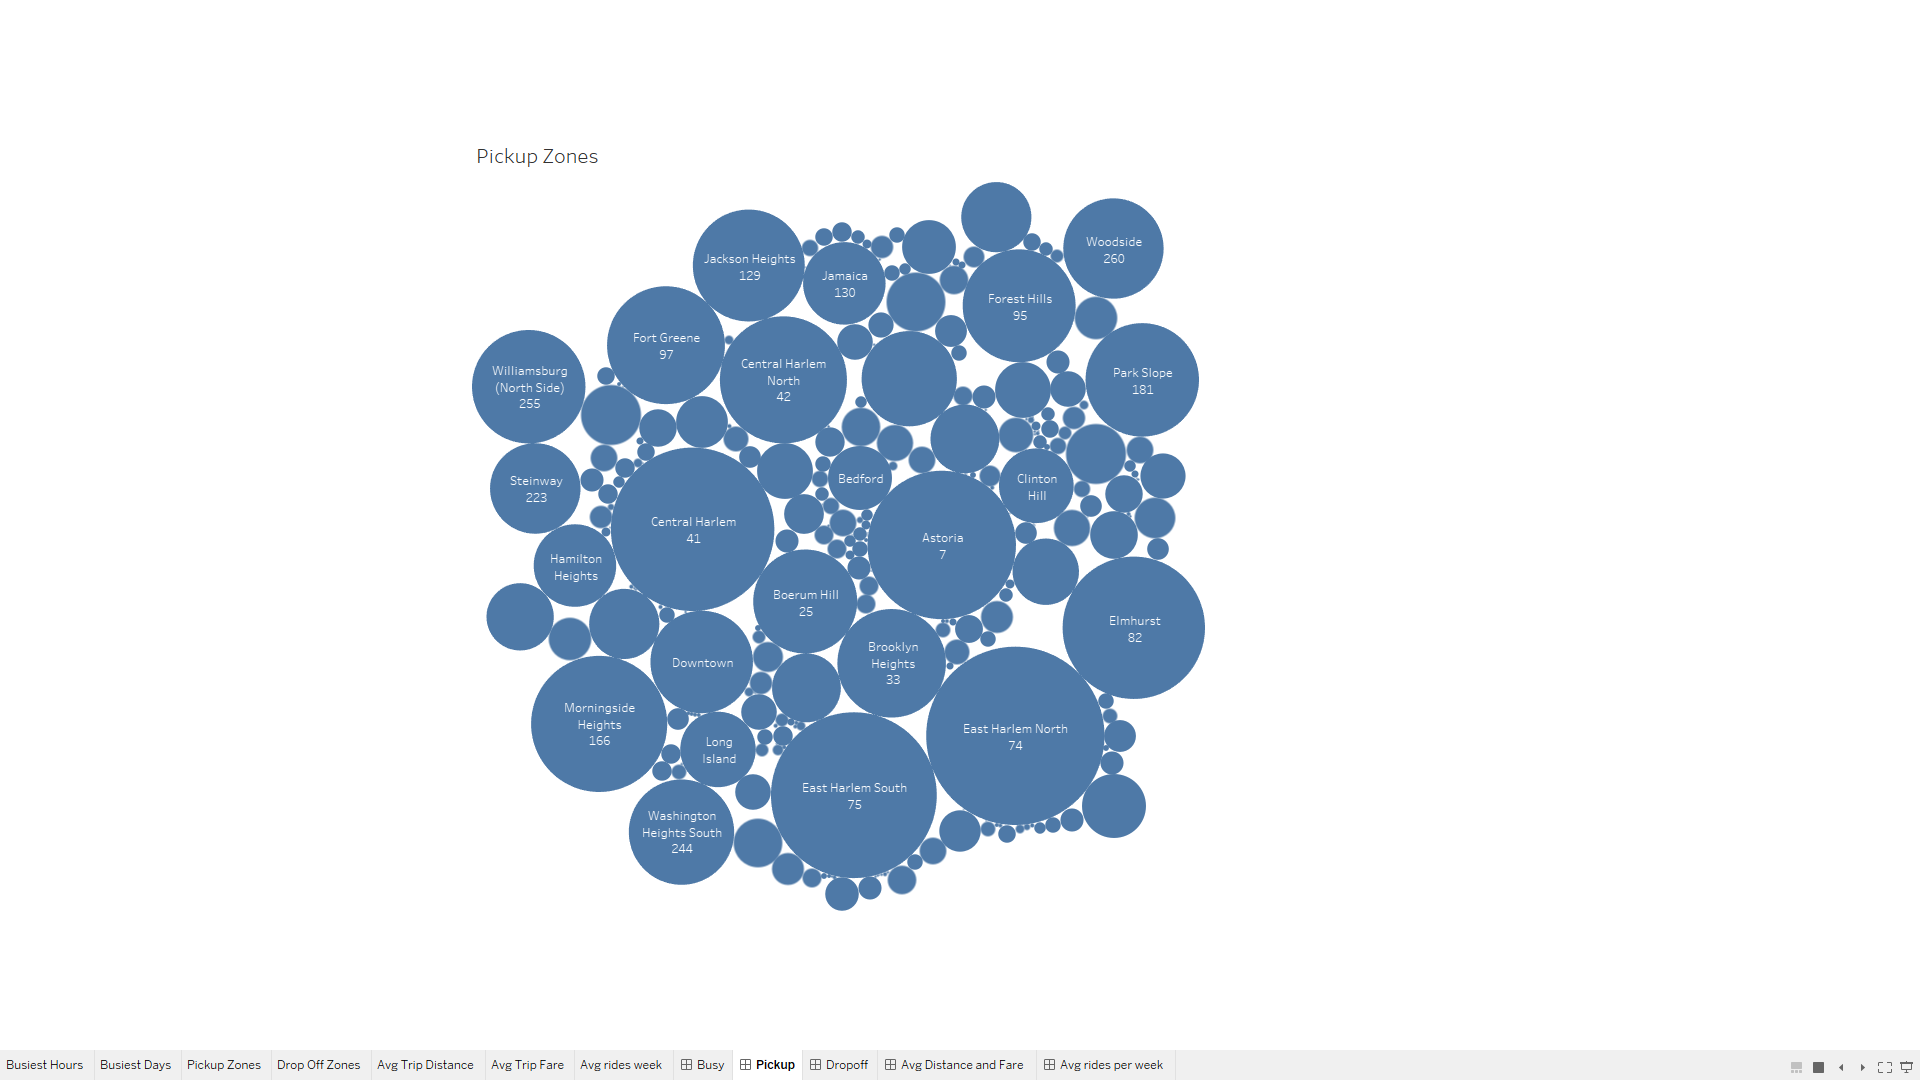 Pickup Zones
Woodside
260
Jackson Heights
129
Jamaica
130
Forest Hills
95
Fort Greene
97
Central Harlem
North
42
Williamsburg
(North Side)
255
Park Slope
181
Steinway
223
Bedford
Clinton
Hill
Central Harlem
41
Astoria
7
Hamilton
Heights
Boerum Hill
25
Elmhurst
82
Brooklyn
Heights
33
Downtown
Morningside
Heights
166
Long
Island
East Harlem North
74
East Harlem South
75
Washington
Heights South
244
Busiest Hours
Busiest Days
Pickup Zones
Drop Off Zones
Avg Trip Distance
Avg Trip Fare
Avg rides week
Busy
Pickup
Dropoff
Avg Distance and Fare
Avg rides per week